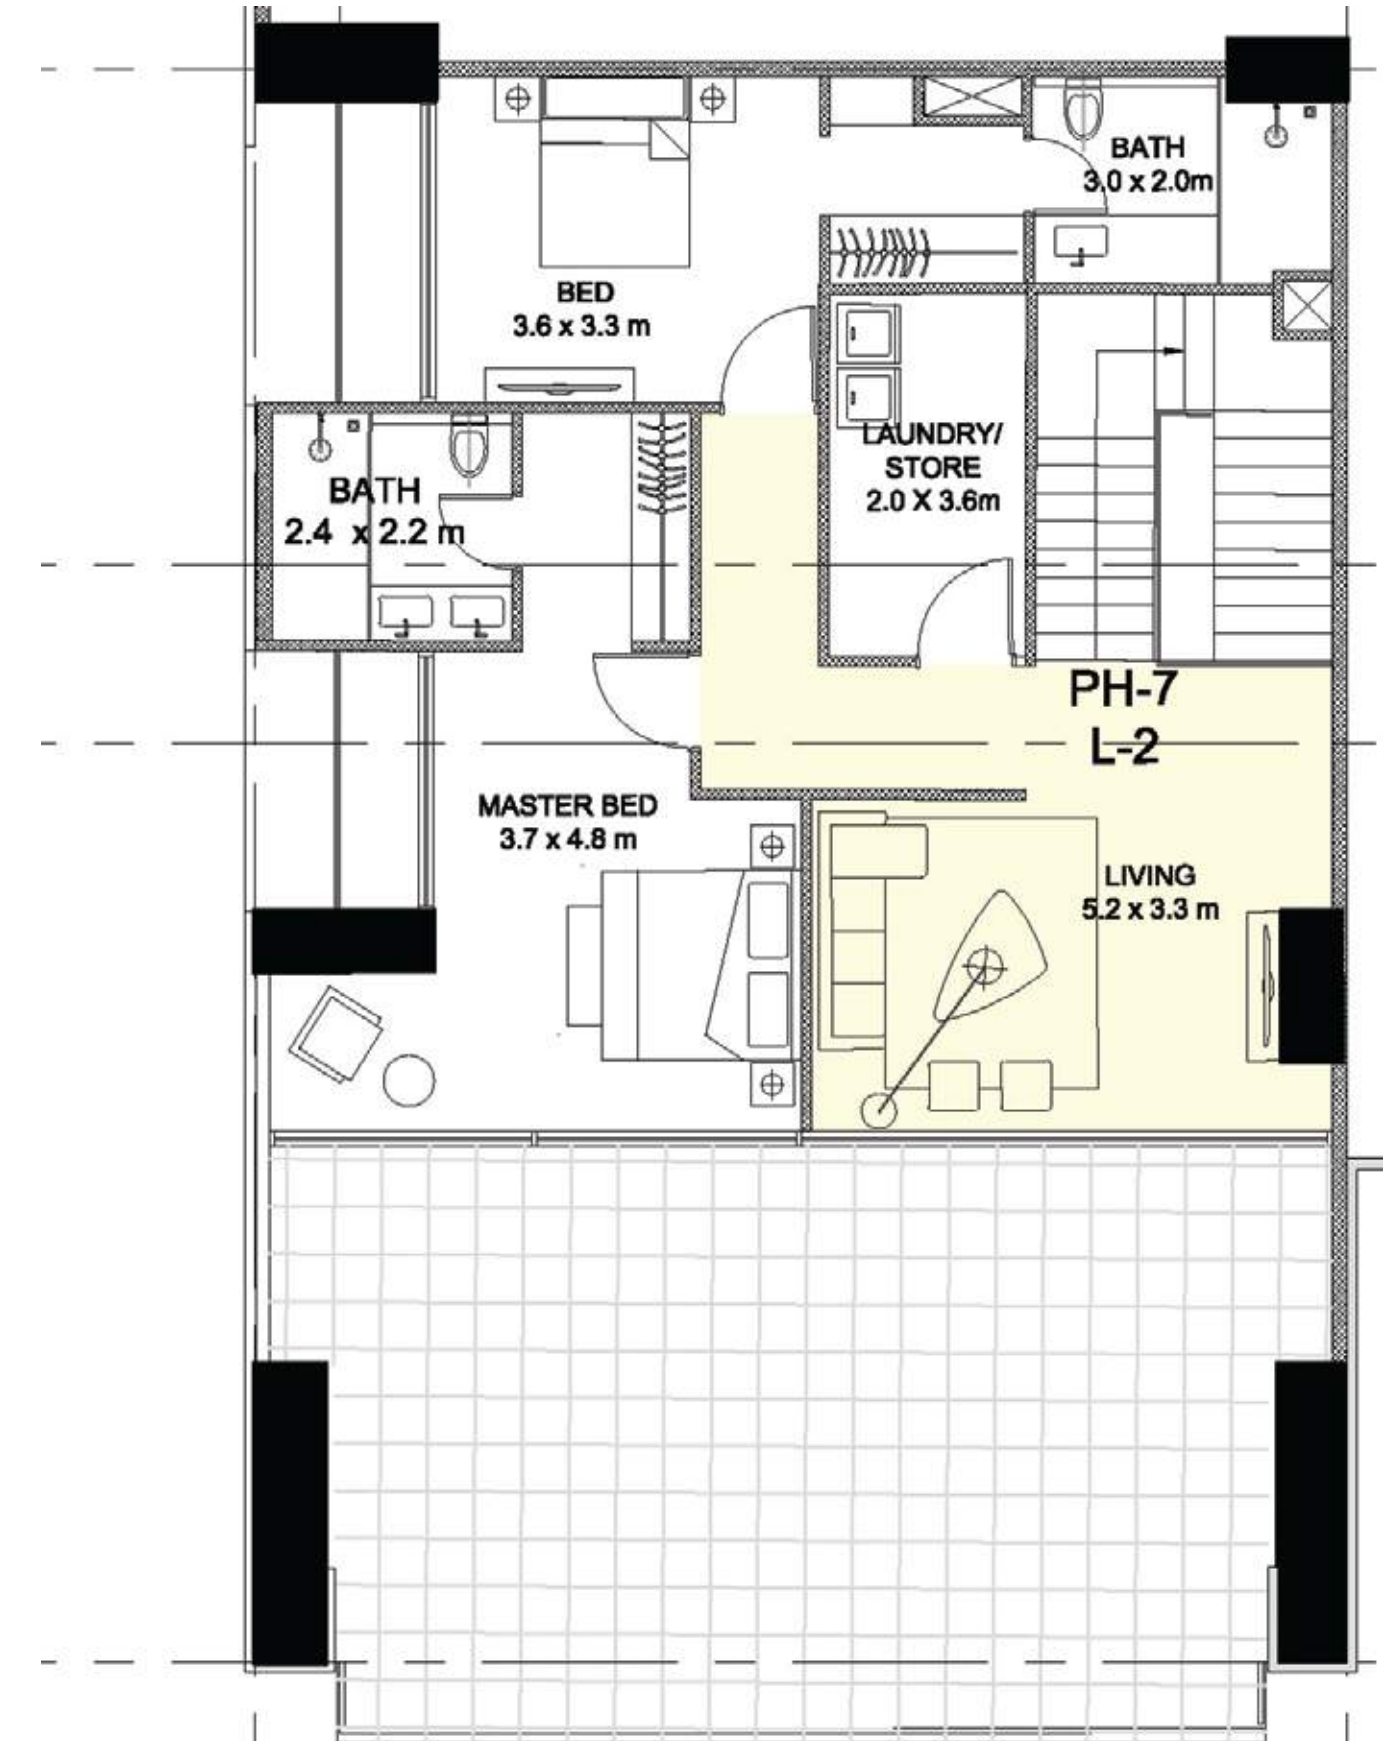 BATH
3.0 x 2.0m
BED
3.6 x 3.3 m
LAUNDRY/
STORE
2.0 X 3.6m
BATH
2.4 x 2.2 m
PH-7
L-2
MASTER BED
3.7 x 4.8 m
LIVING
5.2 x 3.3 m